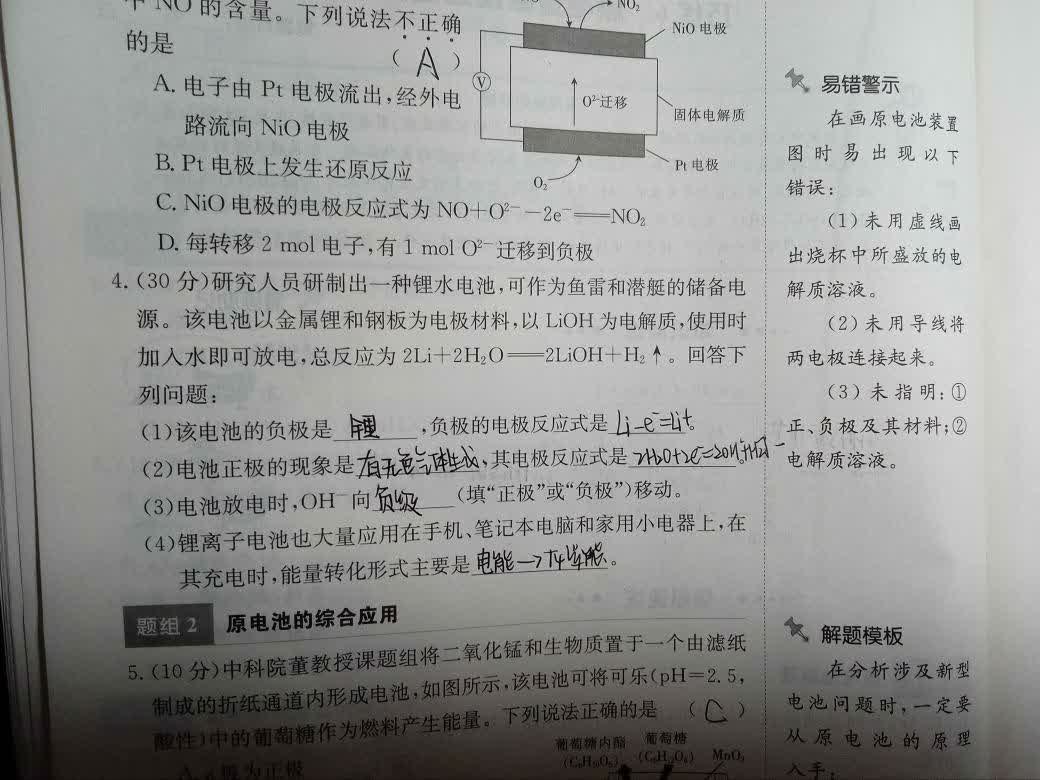 中 NO 的含量。下列说法不正确
的是 ( A )
A. 电子由 Pt 电极流出,经外电
路流向 NiO 电极
B. Pt 电极上发生还原反应
C. NiO 电极的电极反应式为 NO+O²⁻-2e⁻══NO₂
D. 每转移 2 mol 电子,有 1 mol O²⁻迁移到负极
NO₂
NiO 电极
V
O²⁻迁移
固体电解质
Pt 电极
O₂
4. (30 分)研究人员研制出一种锂水电池,可作为鱼雷和潜艇的储备电
源。该电池以金属锂和钢板为电极材料,以 LiOH 为电解质,使用时
加入水即可放电,总反应为 2Li+2H₂O══2LiOH+H₂↑。回答下
列问题:
(1)该电池的负极是 锂 ,负极的电极反应式是 Li-e⁻=Li⁺。
(2)电池正极的现象是有无色气体生成,其电极反应式是 2H₂O+2e⁻=2OH⁻+H₂↑。
(3)电池放电时,OH⁻向负极 (填“正极”或“负极”)移动。
(4)锂离子电池也大量应用在手机、笔记本电脑和家用小电器上,在
其充电时,能量转化形式主要是 电能→化学能。
题组 2 原电池的综合应用
5. (10 分)中科院董教授课题组将二氧化锰和生物质置于一个由滤纸
制成的折纸通道内形成电池,如图所示,该电池可将可乐(pH=2.5,
酸性)中的葡萄糖作为燃料产生能量。下列说法正确的是 ( C )
葡萄糖内酯 葡萄糖
(C₆H₁₀O₆) (C₆H₁₂O₆) MnO₂
极为正极
易错警示
在画原电池装置
图时易出现以下
错误:
(1)未用虚线画
出烧杯中所盛放的电
解质溶液。
(2)未用导线将
两电极连接起来。
(3)未指明:①
正、负极及其材料;②
电解质溶液。
解题模板
在分析涉及新型
电池问题时,一定要
从原电池的原理
入手,